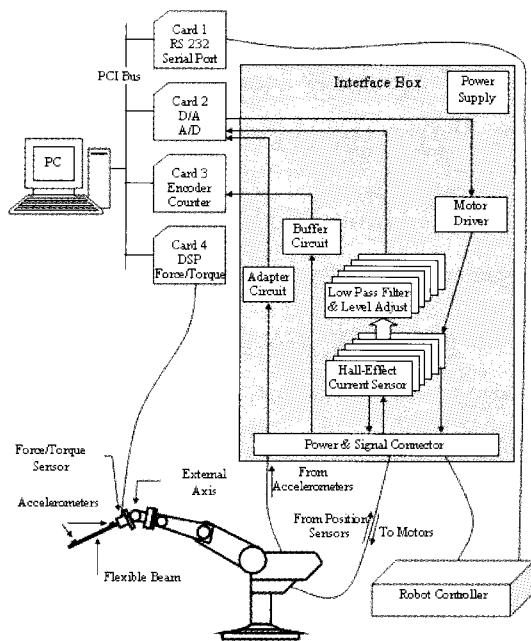 Card 1
RS 232
Serial Port
PCI Bus
Interface Box
Power
Supply
Card 2
D/A
A/D
PC
Card 3
Encoder
Counter
Motor
Driver
Buffer
Circuit
Card 4
DSP
Force/Torque
Adapter
Circuit
Low Pass Filter
& Level Adjust
Hall-Effect
Current Sensor
Power & Signal Connector
Force/Torque
Sensor
External
Axis
From
Accelerometers
Accelerometers
From Position
Sensors
To Motors
Flexible Beam
Robot Controller